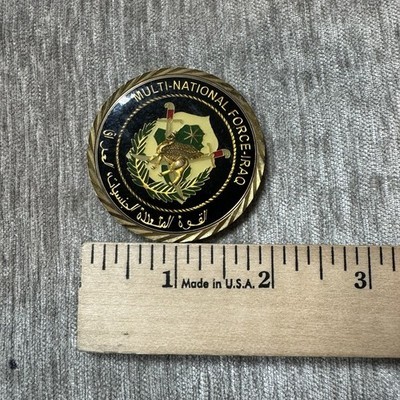 MULTI-NATIONAL FORCE-IRAQ
القوة المتعددة الجنسيات العراق
1 2 3
Made in U.S.A.